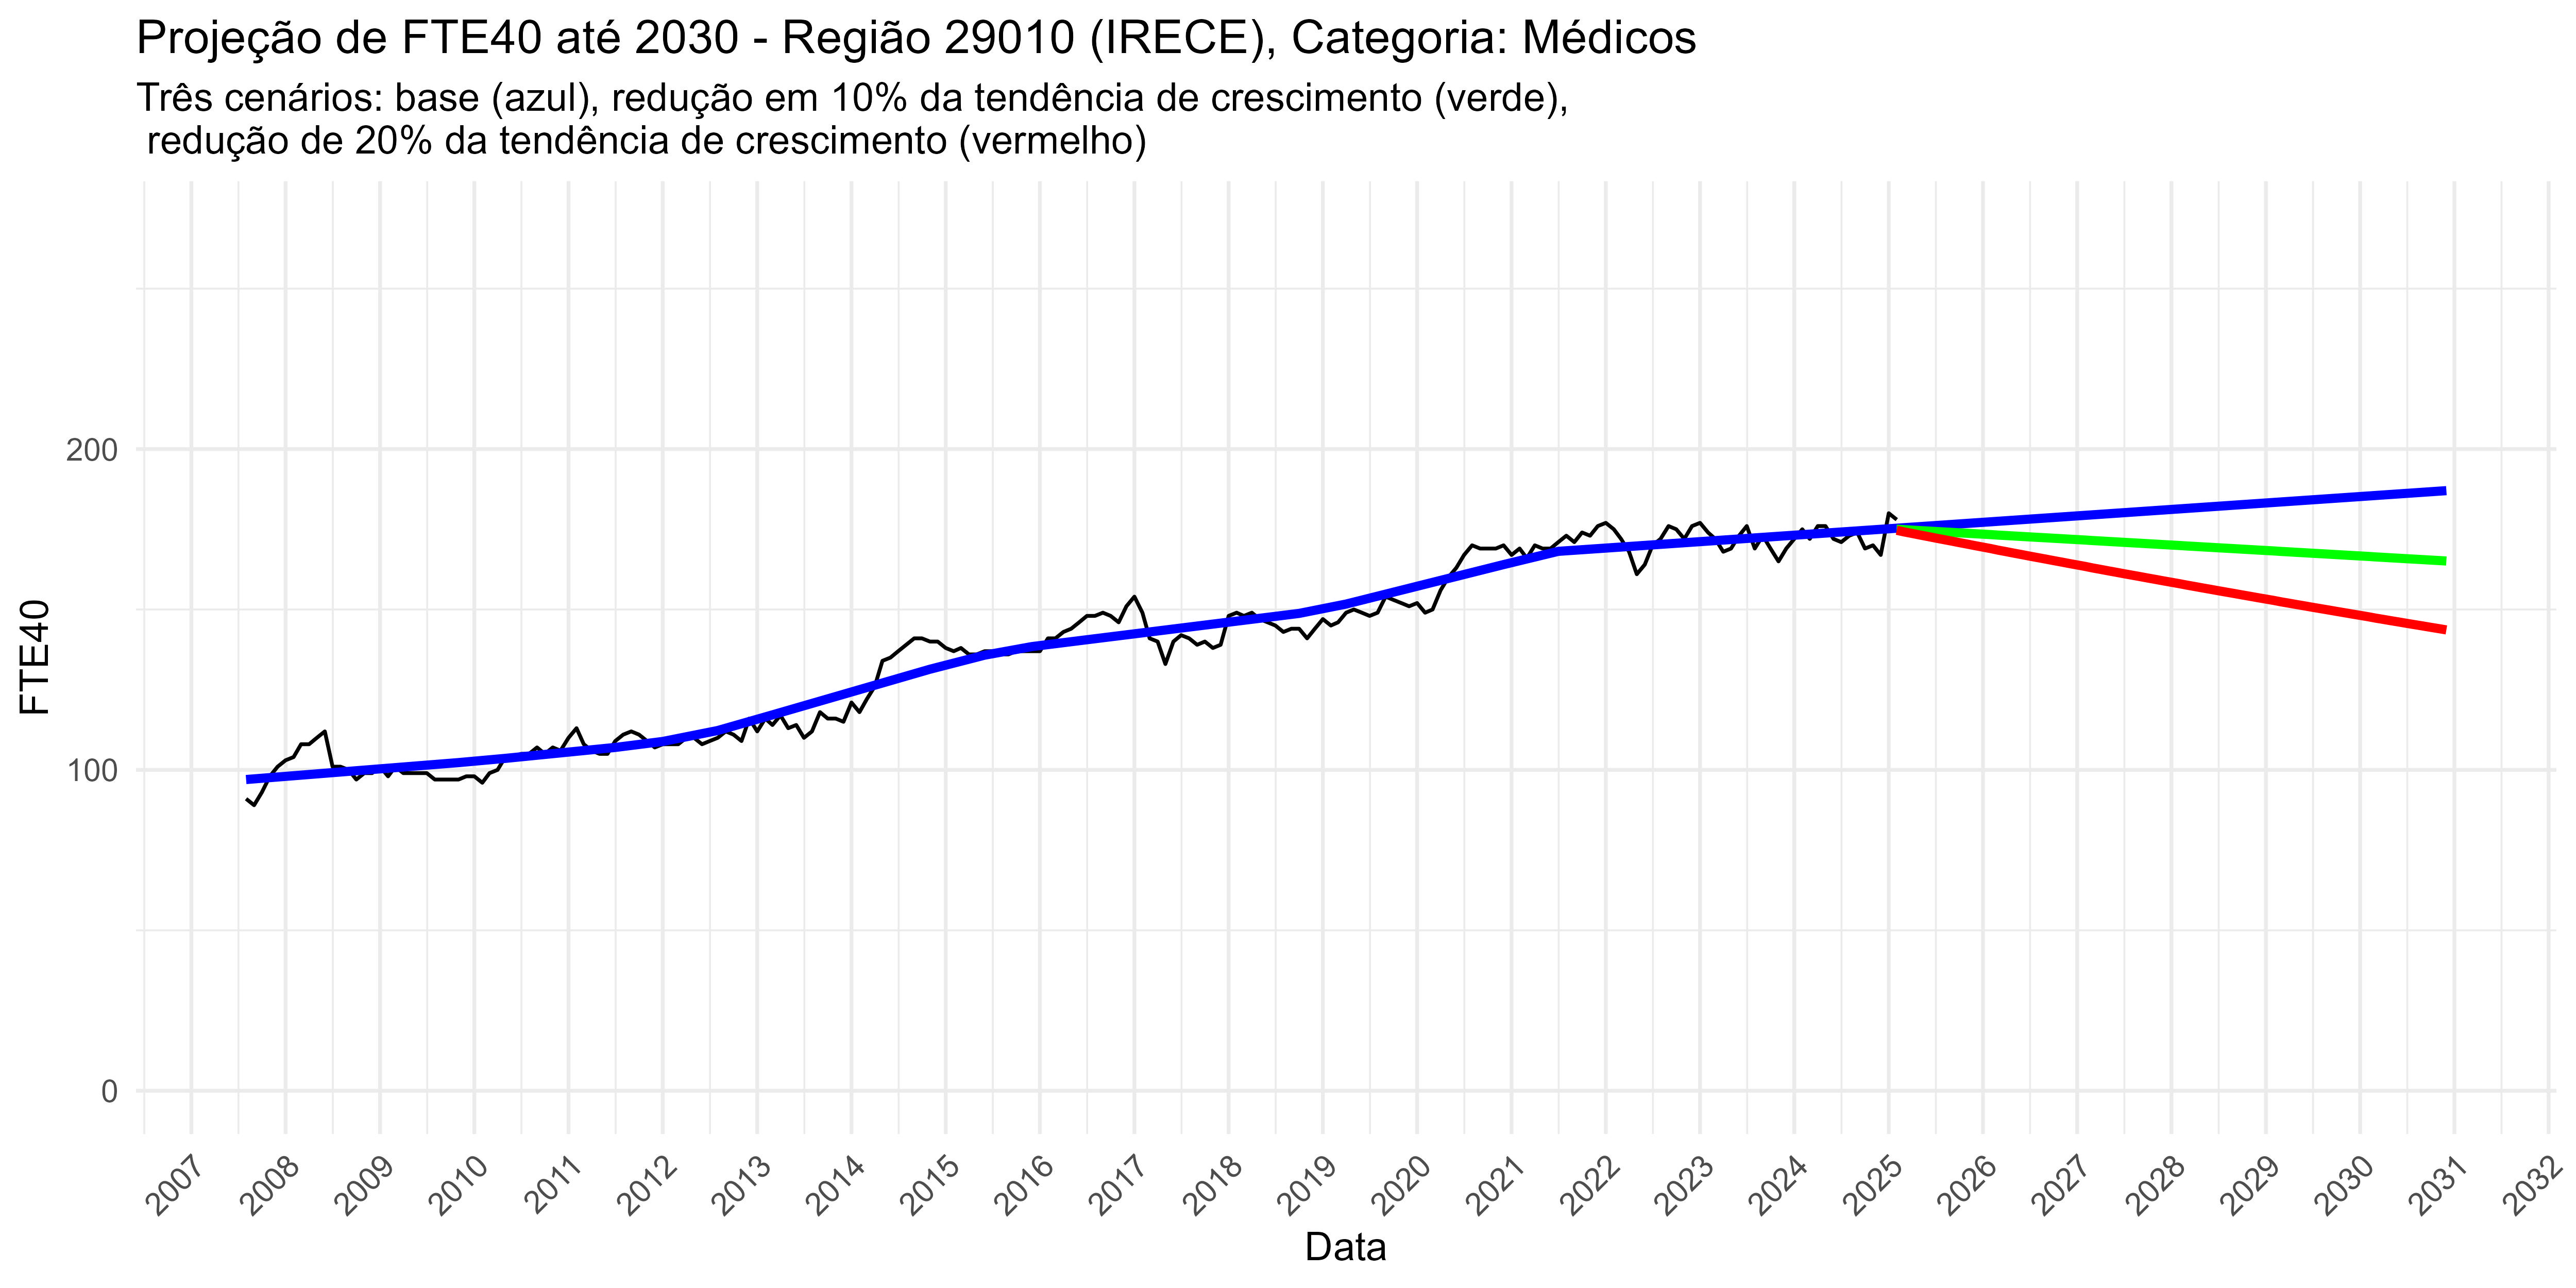 Projeção de FTE40 até 2030 - Região 29010 (IRECE), Categoria: Médicos
Três cenários: base (azul), redução em 10% da tendência de crescimento (verde),
redução de 20% da tendência de crescimento (vermelho)
FTE40
200
100
0
2007 2008 2009 2010 2011 2012 2013 2014 2015 2016 2017 2018 2019 2020 2021 2022 2023 2024 2025 2026 2027 2028 2029 2030 2031 2032
Data